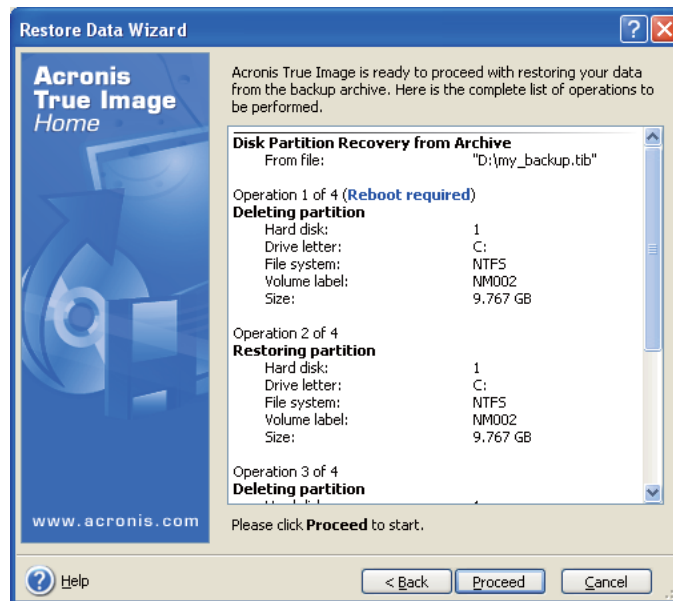 Restore Data Wizard
Acronis
True Image
Home
Acronis True Image is ready to proceed with restoring your data
from the backup archive. Here is the complete list of operations to
be performed.
Disk Partition Recovery from Archive
From file: "D:\my_backup.tib"
Operation 1 of 4 (Reboot required)
Deleting partition
Hard disk: 1
Drive letter: C:
File system: NTFS
Volume label: NM002
Size: 9.767 GB
Operation 2 of 4
Restoring partition
Hard disk: 1
Drive letter: C:
File system: NTFS
Volume label: NM002
Size: 9.767 GB
Operation 3 of 4
Deleting partition
www.acronis.com
Please click Proceed to start.
Help
< Back
Proceed
Cancel